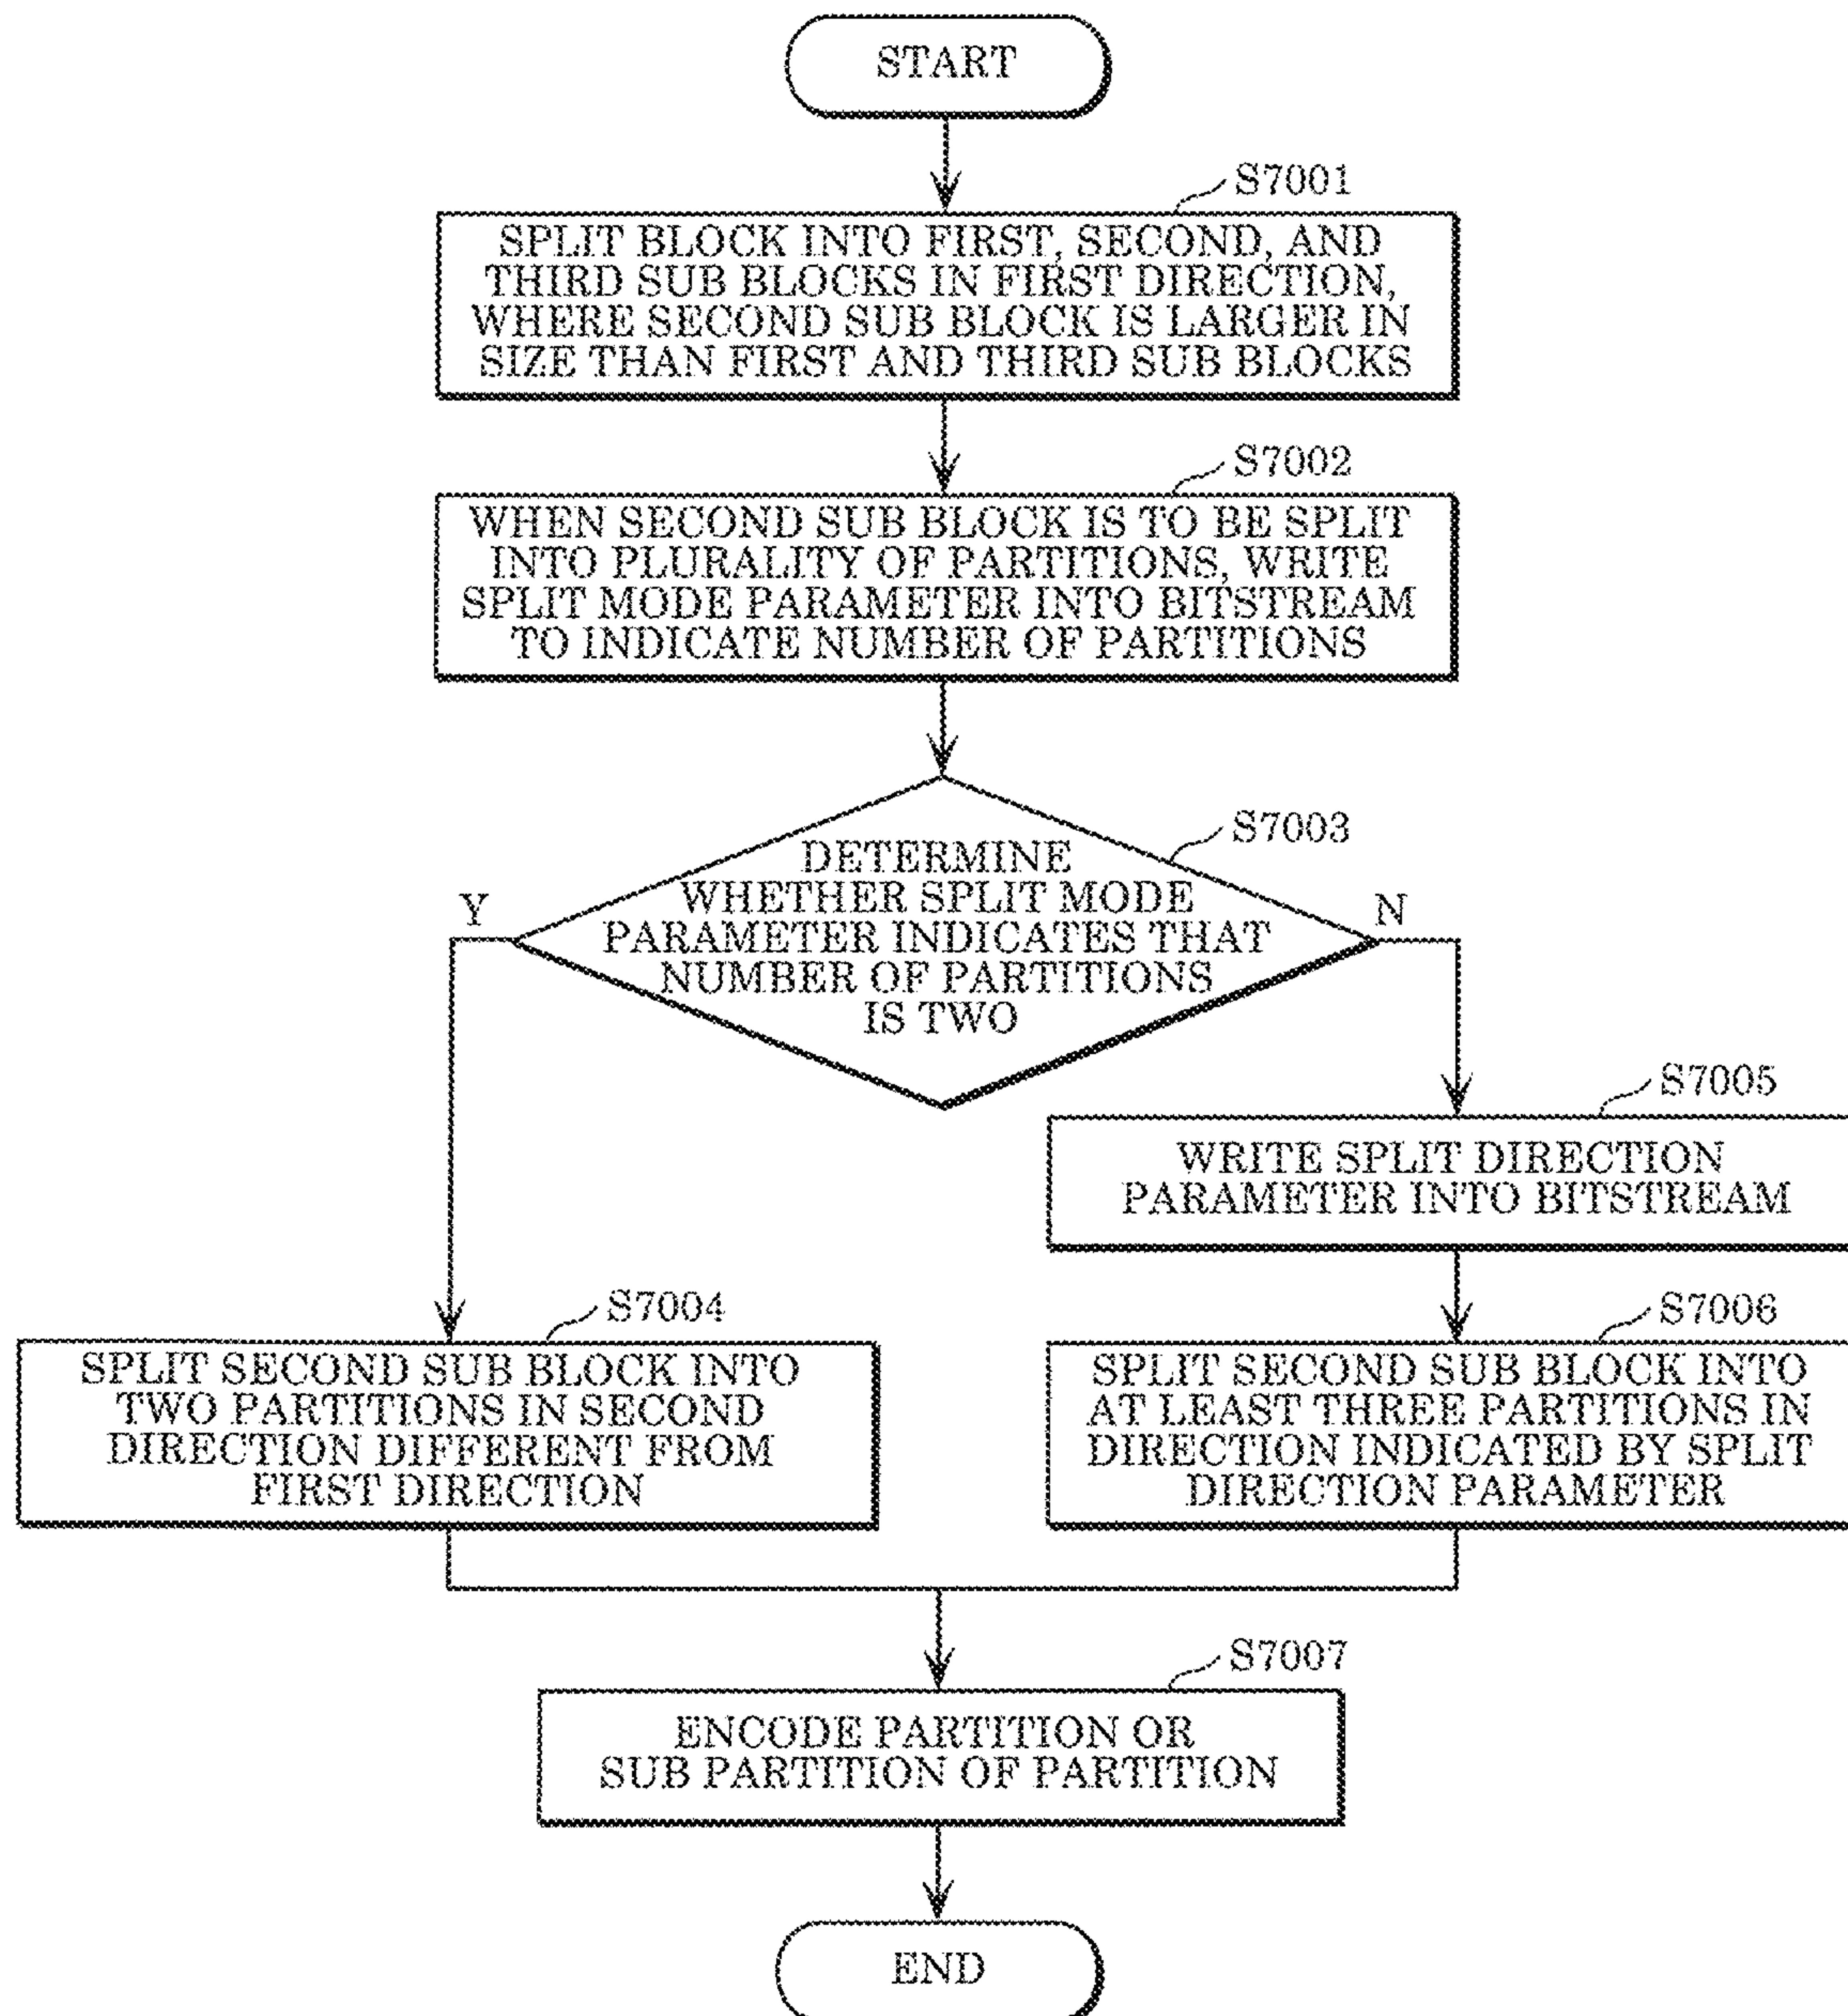 START
S7001
SPLIT BLOCK INTO FIRST, SECOND, AND
THIRD SUB BLOCKS IN FIRST DIRECTION,
WHERE SECOND SUB BLOCK IS LARGER IN
SIZE THAN FIRST AND THIRD SUB BLOCKS
S7002
WHEN SECOND SUB BLOCK IS TO BE SPLIT
INTO PLURALITY OF PARTITIONS, WRITE
SPLIT MODE PARAMETER INTO BITSTREAM
TO INDICATE NUMBER OF PARTITIONS
S7003
DETERMINE
WHETHER SPLIT MODE
PARAMETER INDICATES THAT
NUMBER OF PARTITIONS
IS TWO
Y
N
S7005
WRITE SPLIT DIRECTION
PARAMETER INTO BITSTREAM
S7004
SPLIT SECOND SUB BLOCK INTO
TWO PARTITIONS IN SECOND
DIRECTION DIFFERENT FROM
FIRST DIRECTION
S7006
SPLIT SECOND SUB BLOCK INTO
AT LEAST THREE PARTITIONS IN
DIRECTION INDICATED BY SPLIT
DIRECTION PARAMETER
S7007
ENCODE PARTITION OR
SUB PARTITION OF PARTITION
END